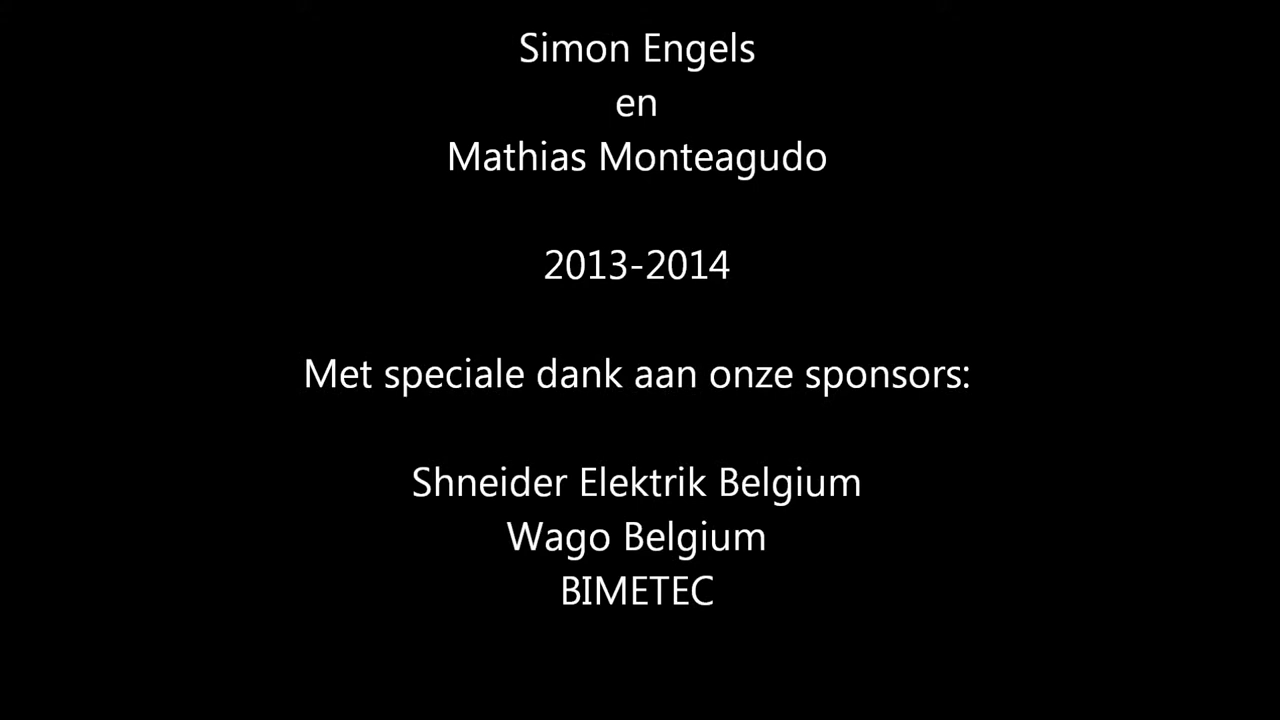 Simon Engels
en
Mathias Monteagudo
2013-2014
Met speciale dank aan onze sponsors:
Shneider Elektrik Belgium
Wago Belgium
BIMETEC